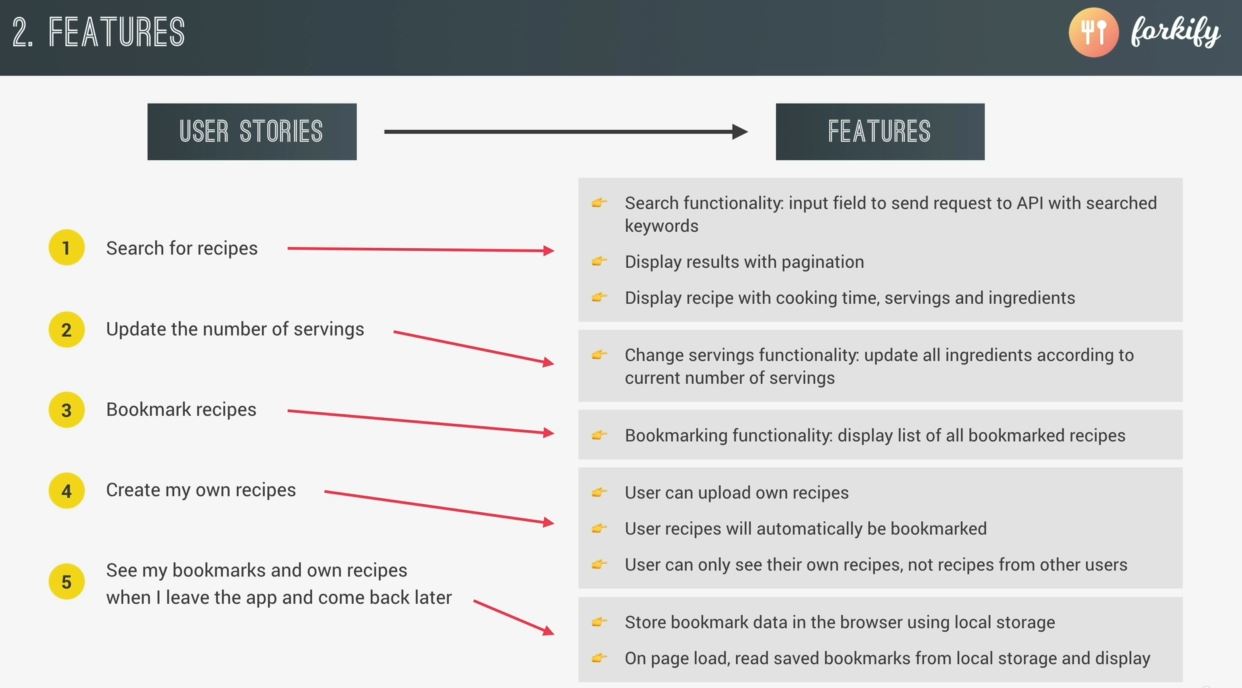 2. FEATURES
forkify
USER STORIES
FEATURES
1
Search for recipes
Search functionality: input field to send request to API with searched
keywords
Display results with pagination
Display recipe with cooking time, servings and ingredients
2
Update the number of servings
Change servings functionality: update all ingredients according to
current number of servings
3
Bookmark recipes
Bookmarking functionality: display list of all bookmarked recipes
4
Create my own recipes
User can upload own recipes
User recipes will automatically be bookmarked
User can only see their own recipes, not recipes from other users
5
See my bookmarks and own recipes
when I leave the app and come back later
Store bookmark data in the browser using local storage
On page load, read saved bookmarks from local storage and display